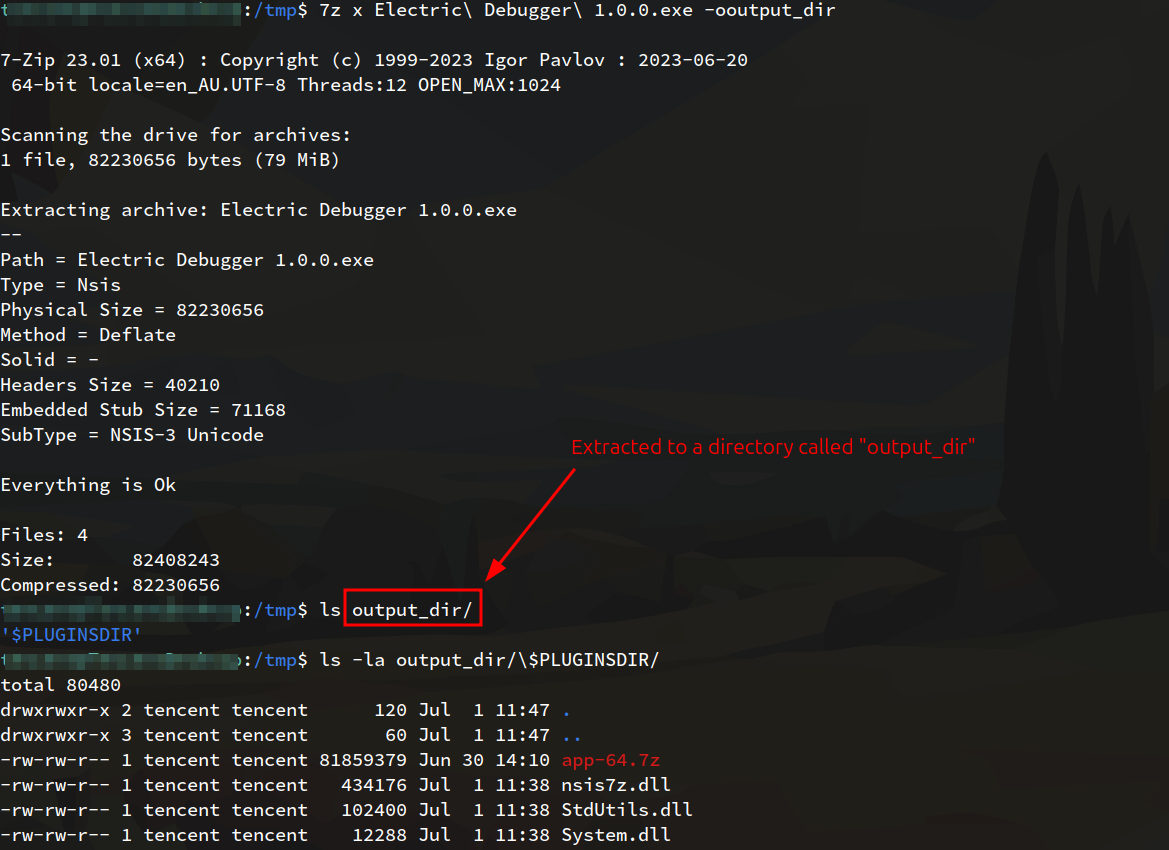 :/tmp$ 7z x Electric\ Debugger\ 1.0.0.exe -ooutput_dir
7-Zip 23.01 (x64) : Copyright (c) 1999-2023 Igor Pavlov : 2023-06-20
64-bit locale=en_AU.UTF-8 Threads:12 OPEN_MAX:1024
Scanning the drive for archives:
1 file, 82230656 bytes (79 MiB)
Extracting archive: Electric Debugger 1.0.0.exe
--
Path = Electric Debugger 1.0.0.exe
Type = Nsis
Physical Size = 82230656
Method = Deflate
Solid = -
Headers Size = 40210
Embedded Stub Size = 71168
SubType = NSIS-3 Unicode
Extracted to a directory called "output_dir"
Everything is Ok
Files: 4
Size:       82408243
Compressed: 82230656
:/tmp$ ls output_dir/
'$PLUGINSDIR'
:/tmp$ ls -la output_dir/\$PLUGINSDIR/
total 80480
drwxrwxr-x 2 tencent tencent      120 Jul  1 11:47 .
drwxrwxr-x 3 tencent tencent       60 Jul  1 11:47 ..
-rw-rw-r-- 1 tencent tencent 81859379 Jun 30 14:10 app-64.7z
-rw-rw-r-- 1 tencent tencent   434176 Jul  1 11:38 nsis7z.dll
-rw-rw-r-- 1 tencent tencent   102400 Jul  1 11:38 StdUtils.dll
-rw-rw-r-- 1 tencent tencent    12288 Jul  1 11:38 System.dll